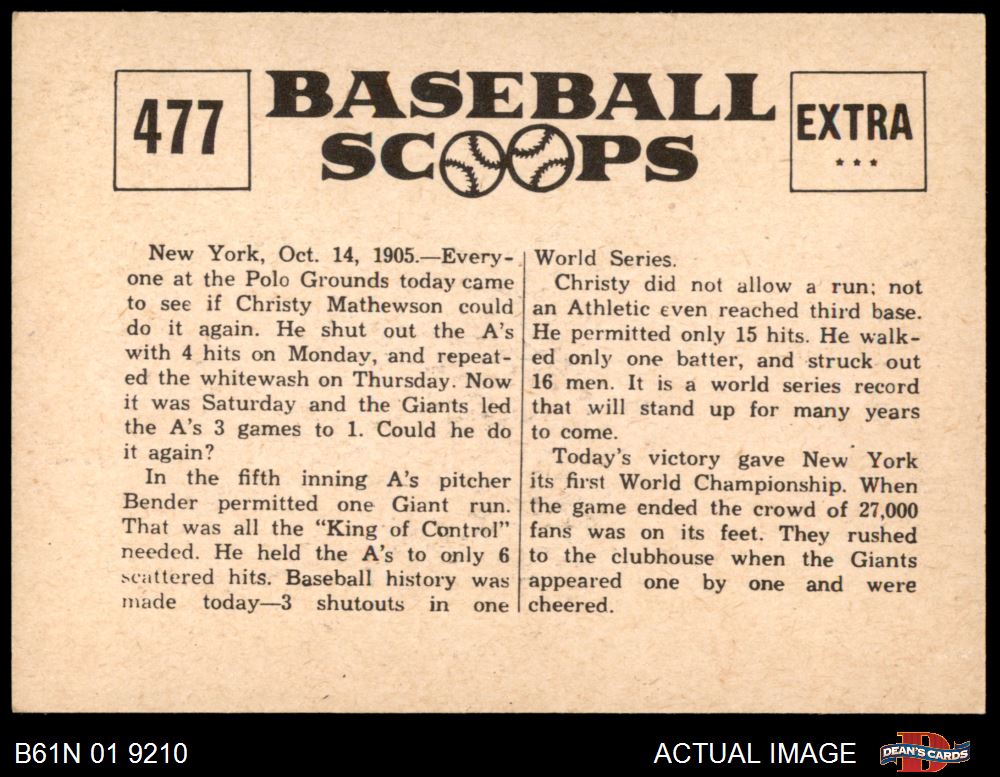 477
BASEBALL
SCOOPS
EXTRA
New York, Oct. 14, 1905.—Every-
one at the Polo Grounds today came
to see if Christy Mathewson could
do it again. He shut out the A's
with 4 hits on Monday, and repeat-
ed the whitewash on Thursday. Now
it was Saturday and the Giants led
the A's 3 games to 1. Could he do
it again?
In the fifth inning A's pitcher
Bender permitted one Giant run.
That was all the "King of Control"
needed. He held the A's to only 6
scattered hits. Baseball history was
made today—3 shutouts in one
World Series.
Christy did not allow a run; not
an Athletic even reached third base.
He permitted only 15 hits. He walk-
ed only one batter, and struck out
16 men. It is a world series record
that will stand up for many years
to come.
Today's victory gave New York
its first World Championship. When
the game ended the crowd of 27,000
fans was on its feet. They rushed
to the clubhouse when the Giants
appeared one by one and were
cheered.
B61N 01 9210
ACTUAL IMAGE
D
DEAN'S CARDS